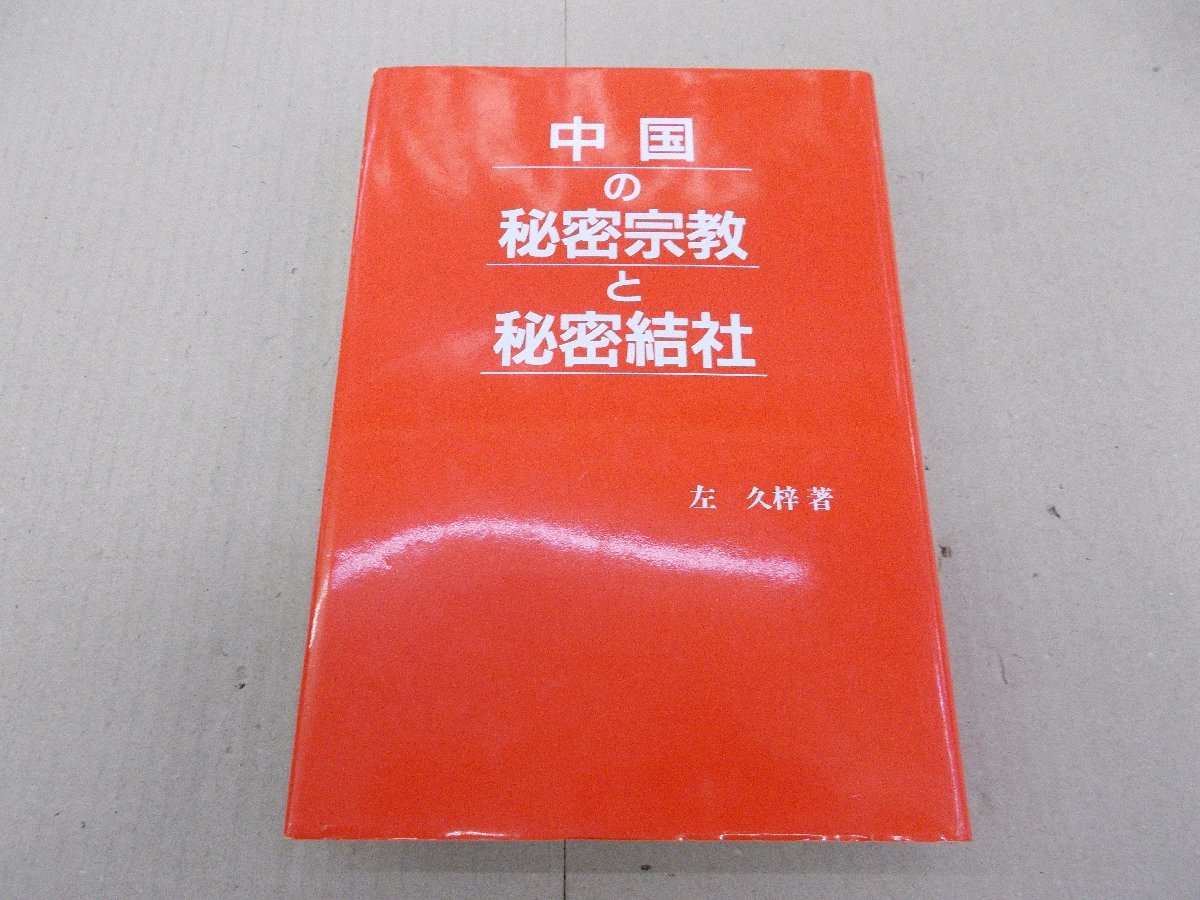 中国
の
秘密宗教
と
秘密結社
左 久梓 著